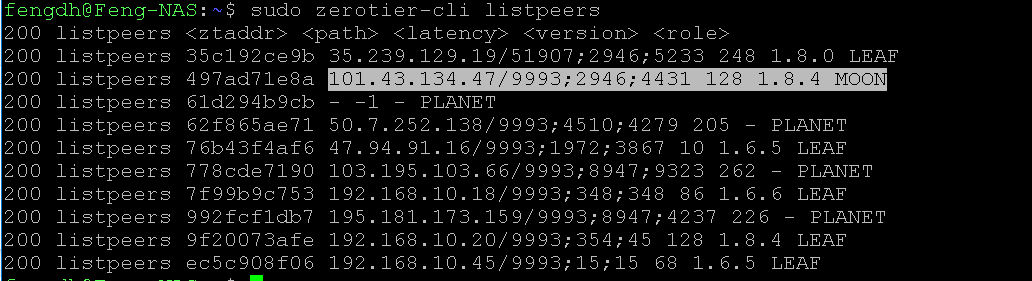 fengdh@Feng-NAS:~$ sudo zerotier-cli listpeers
200 listpeers <ztaddr> <path> <latency> <version> <role>
200 listpeers 35c192ce9b 35.239.129.19/51907;2946;5233 248 1.8.0 LEAF
200 listpeers 497ad71e8a 101.43.134.47/9993;2946;4431 128 1.8.4 MOON
200 listpeers 61d294b9cb - -1 - PLANET
200 listpeers 62f865ae71 50.7.252.138/9993;4510;4279 205 - PLANET
200 listpeers 76b43f4af6 47.94.91.16/9993;1972;3867 10 1.6.5 LEAF
200 listpeers 778cde7190 103.195.103.66/9993;8947;9323 262 - PLANET
200 listpeers 7f99b9c753 192.168.10.18/9993;348;348 86 1.6.6 LEAF
200 listpeers 992fcf1db7 195.181.173.159/9993;8947;4237 226 - PLANET
200 listpeers 9f20073afe 192.168.10.20/9993;354;45 128 1.8.4 LEAF
200 listpeers ec5c908f06 192.168.10.45/9993;15;15 68 1.6.5 LEAF